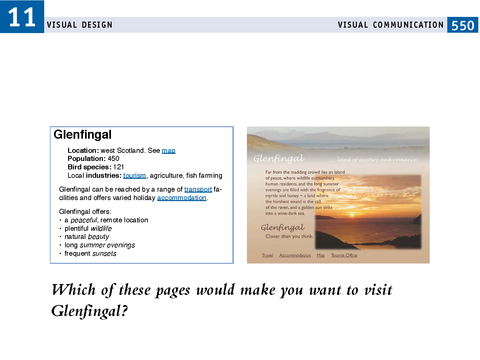 11
VISUAL DESIGN
VISUAL COMMUNICATION 550
Glenfingal
Location: west Scotland. See map
Population: 450
Bird species: 121
Local industries: tourism, agriculture, fish farming
Glenfingal can be reached by a range of transport fa-
cilities and offers varied holiday accommodation.
Glenfingal offers:
• a peaceful, remote location
• plentiful wildlife
• natural beauty
• long summer evenings
• frequent sunsets
Glenfingal
land of mystery and romance
Far from the madding crowd lies an island
of peace, where wildlife outnumbers
human residents, and the long summer
evenings are filled with the fragrance of
myrtle and honey – a land where
the harshest sound is the call
of the raven, and a golden sun sinks
into a wine-dark sea.
Glenfingal
Closer than you think.
Travel Accommodation Map Tourist Office
Which of these pages would make you want to visit
Glenfingal?